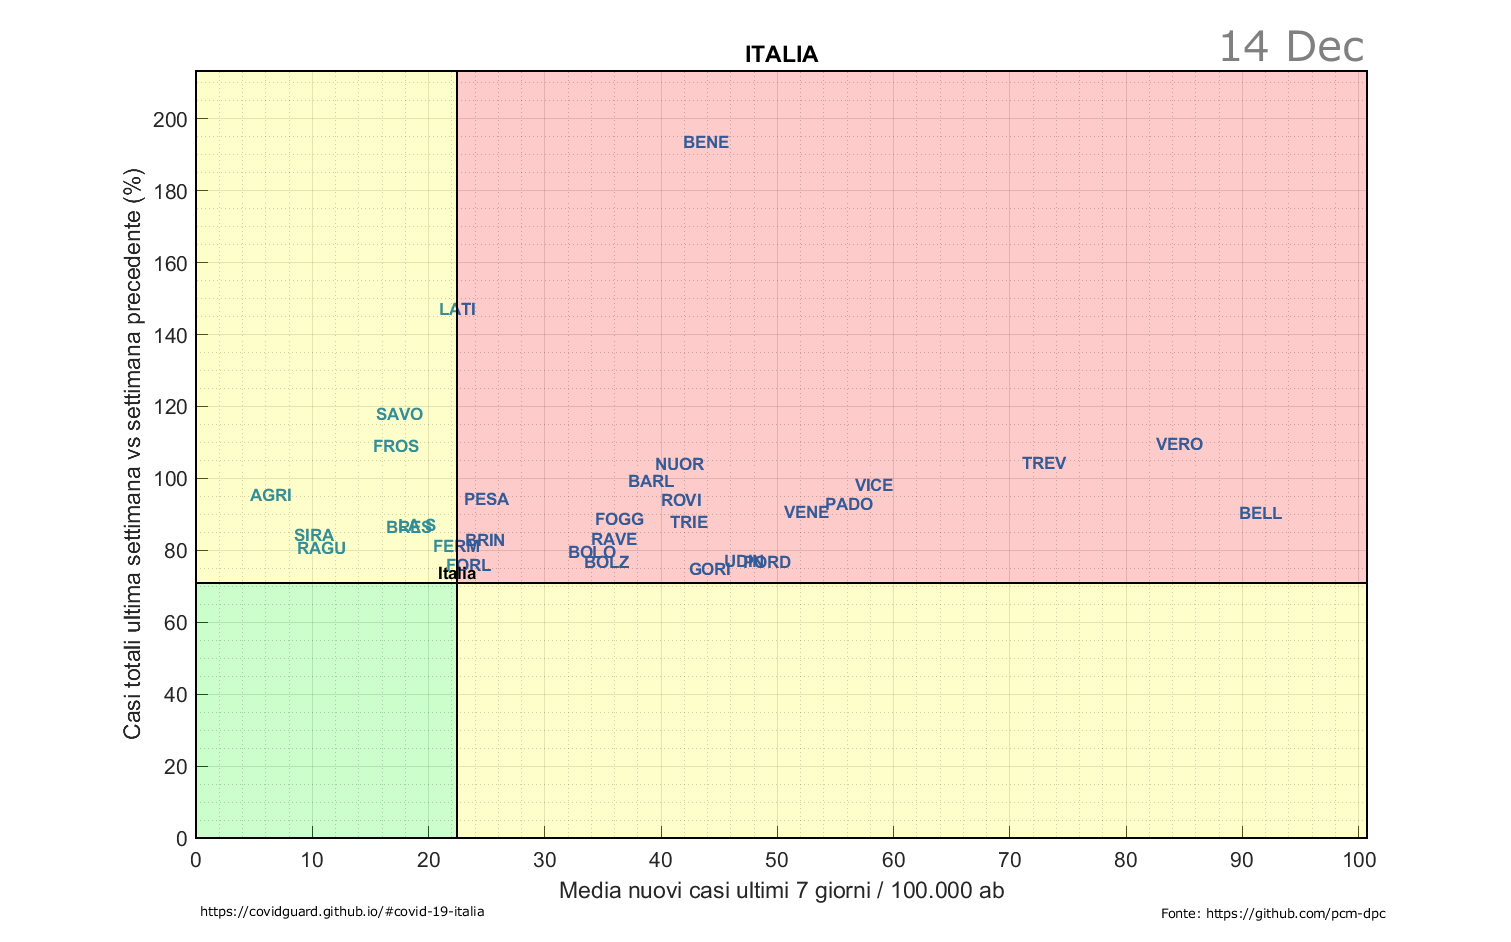 14 Dec
ITALIA
Casi totali ultima settimana vs settimana precedente (%)
200
180
160
140
120
100
80
60
40
20
0
BENE
LATI
SAVO
FROS
VERO
NUOR
TREV
BARL
VICE
AGRI
PESA
ROVI
PADO
VENE
BELL
FOGG
TRIE
BRES
LA S
SIRA
RAGU
FERM
BRIN
RAVE
BOLO
BOLZ
FORL
GORI
UDIN
PORD
Italia
0 10 20 30 40 50 60 70 80 90 100
Media nuovi casi ultimi 7 giorni / 100.000 ab
https://covidguard.github.io/#covid-19-italia
Fonte: https://github.com/pcm-dpc